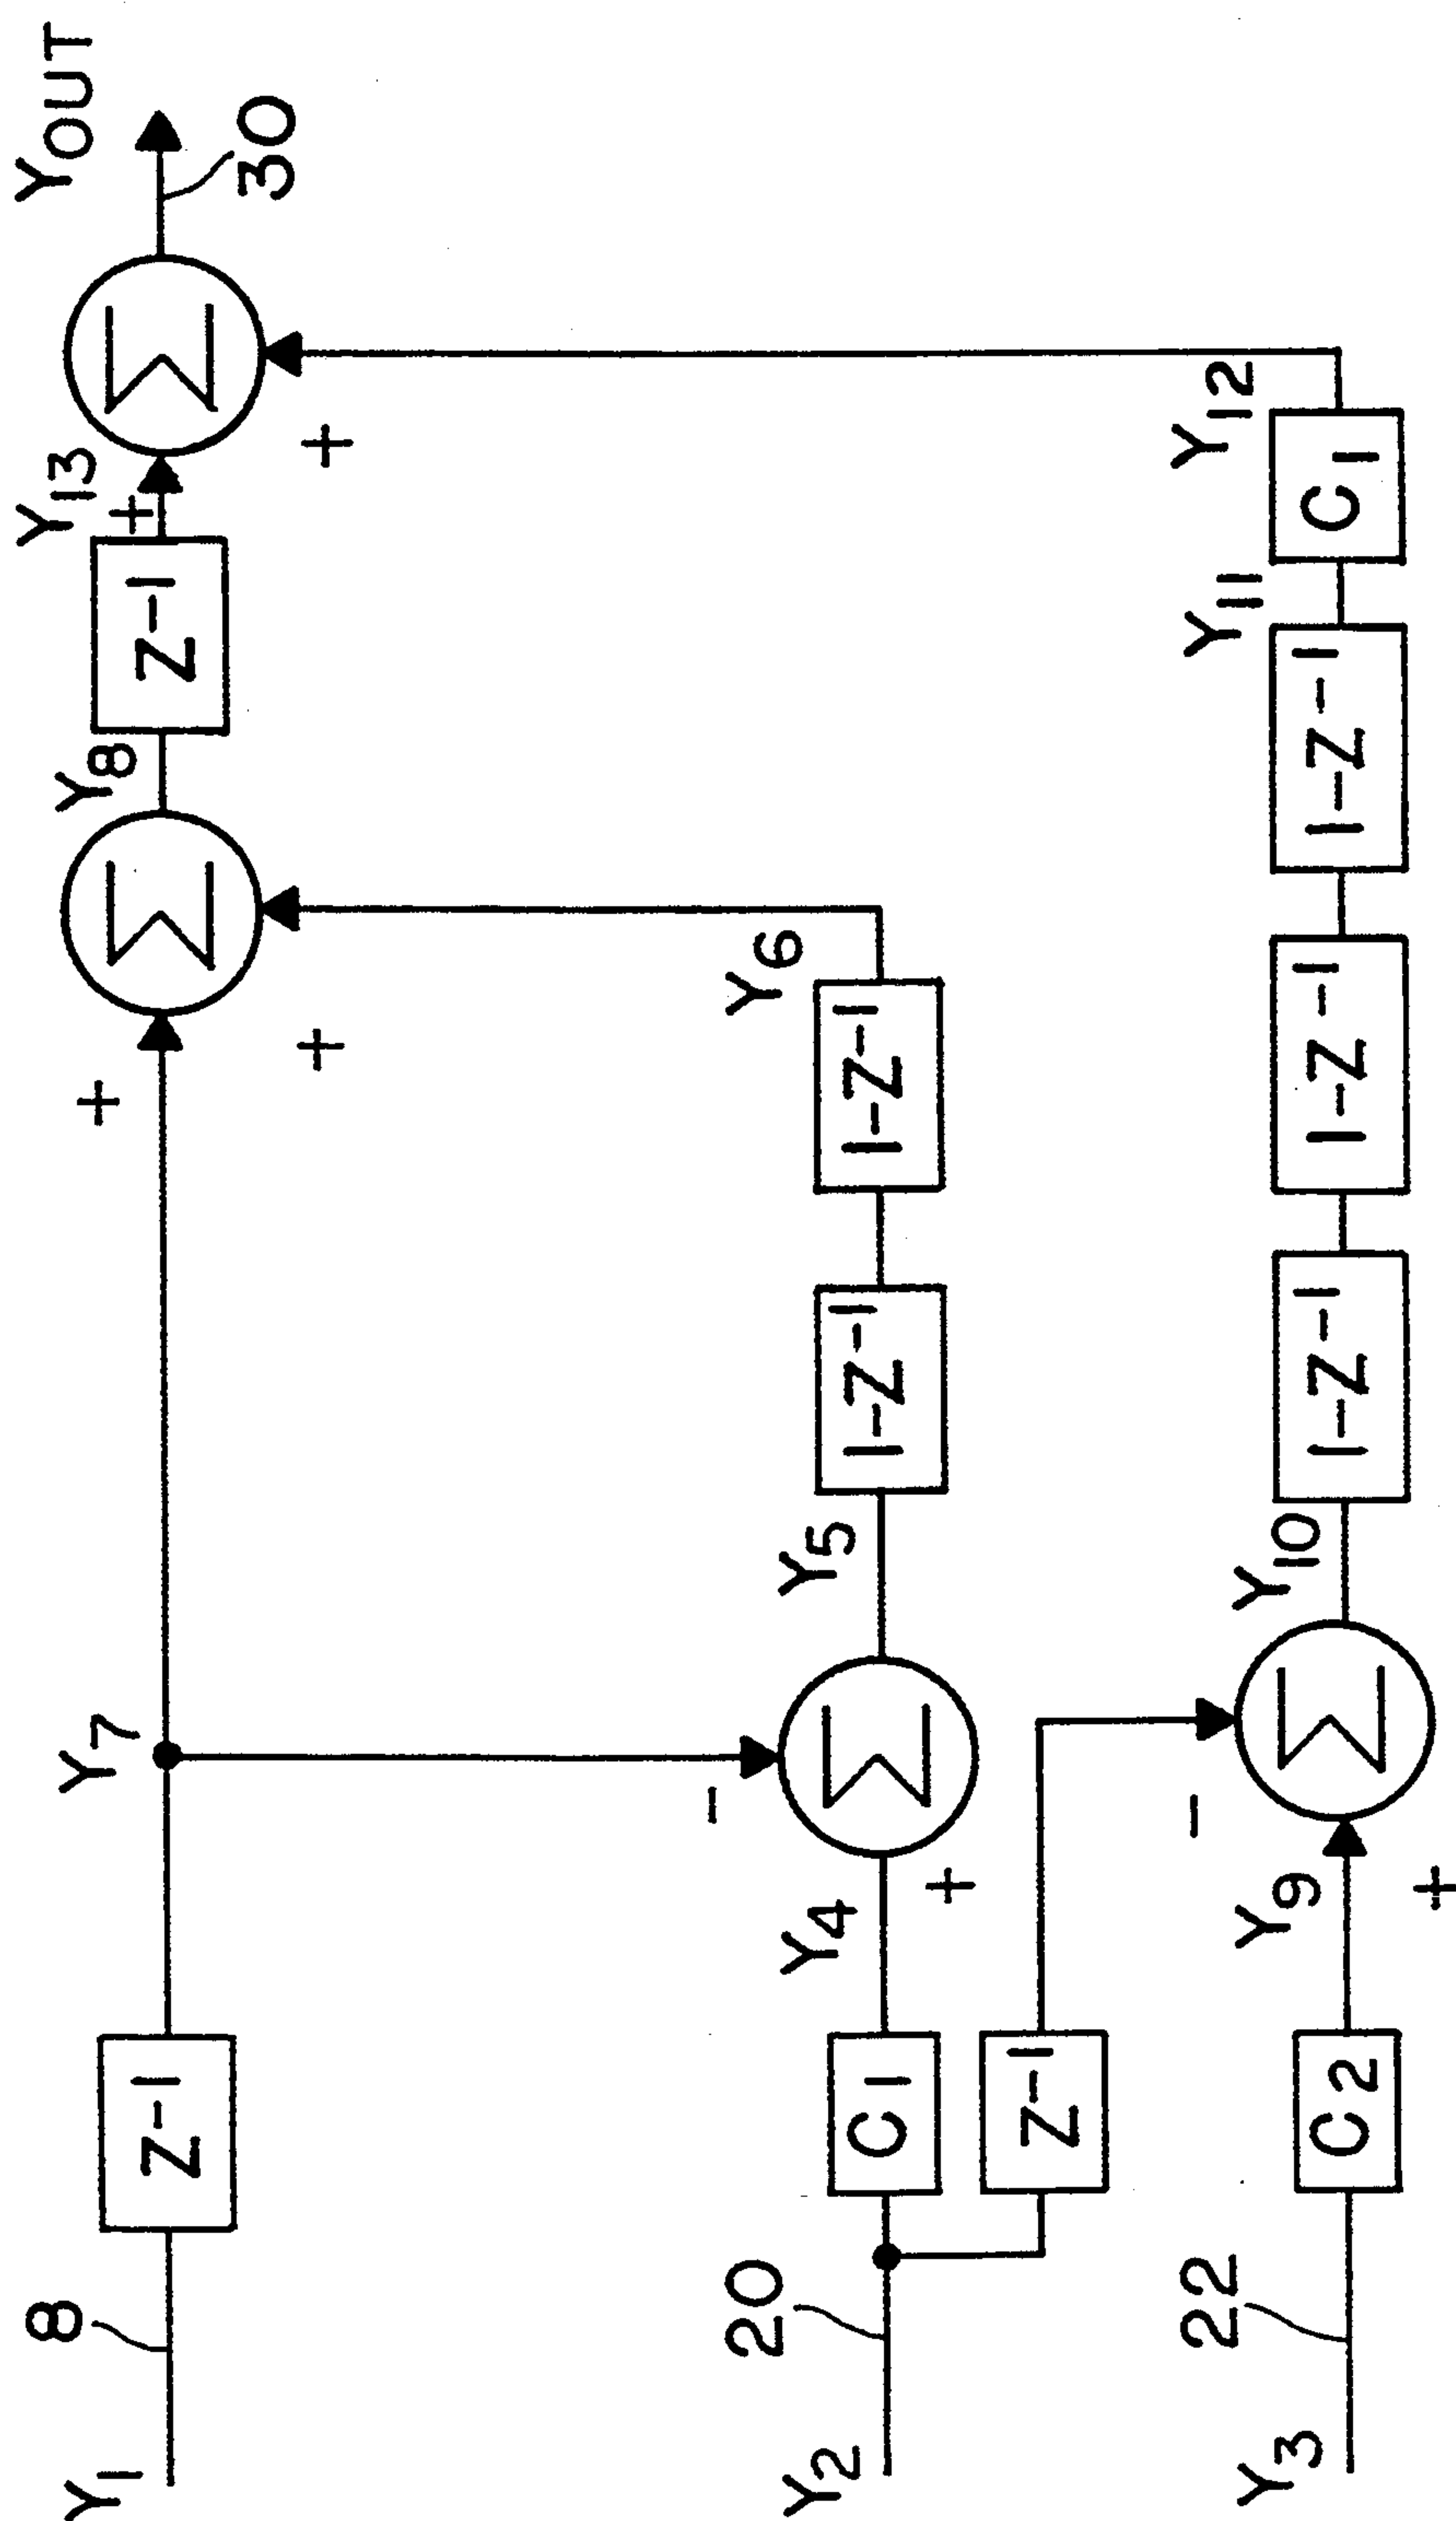 Y1
8
Z-1
Y7
+
+
Y8
Σ
Z-1
Y13
+
+
Σ
YOUT
30
Y2
20
C1
Y4
+
-
Σ
Y5
1-Z-1
1-Z-1
Y6
Z-1
Y3
22
C2
Y9
+
-
Σ
Y10
1-Z-1
1-Z-1
1-Z-1
Y11
C1
Y12